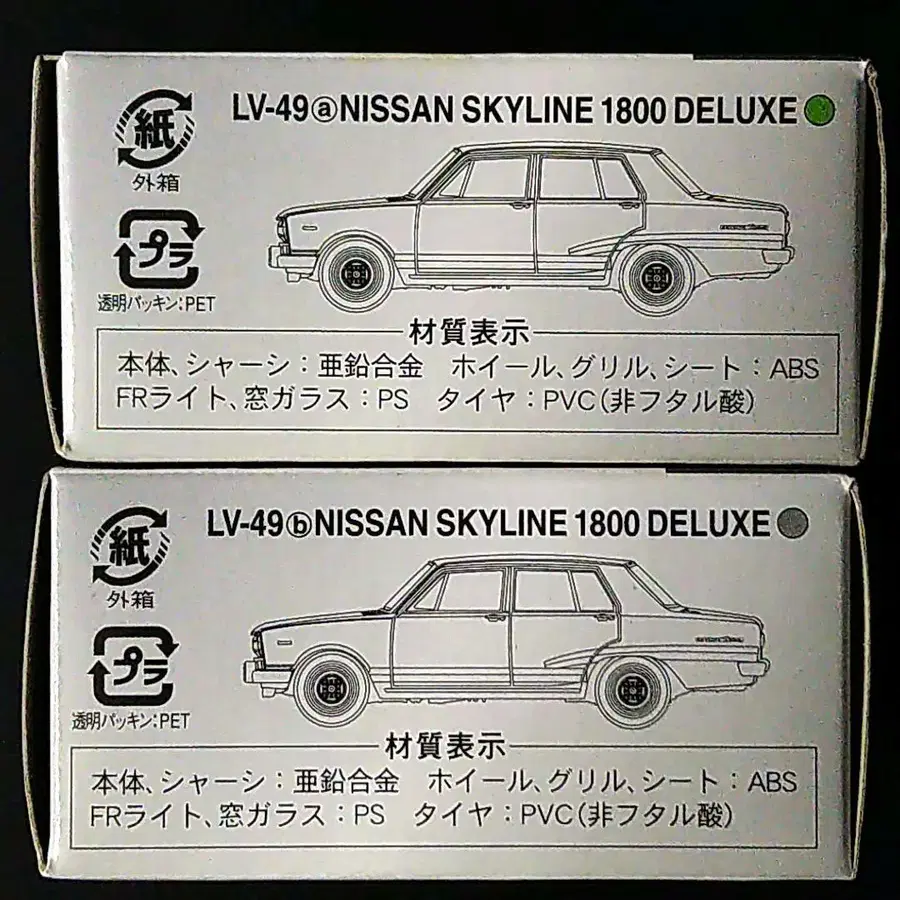 LV-49ⓐNISSAN SKYLINE 1800 DELUXE
紙
外箱
プラ
透明パッキン:PET
材質表示
本体、シャーシ:亜鉛合金 ホイール、グリル、シート:ABS
FRライト、窓ガラス:PS タイヤ:PVC(非フタル酸)
LV-49ⓑNISSAN SKYLINE 1800 DELUXE
紙
外箱
プラ
透明パッキン:PET
材質表示
本体、シャーシ:亜鉛合金 ホイール、グリル、シート:ABS
FRライト、窓ガラス:PS タイヤ:PVC(非フタル酸)